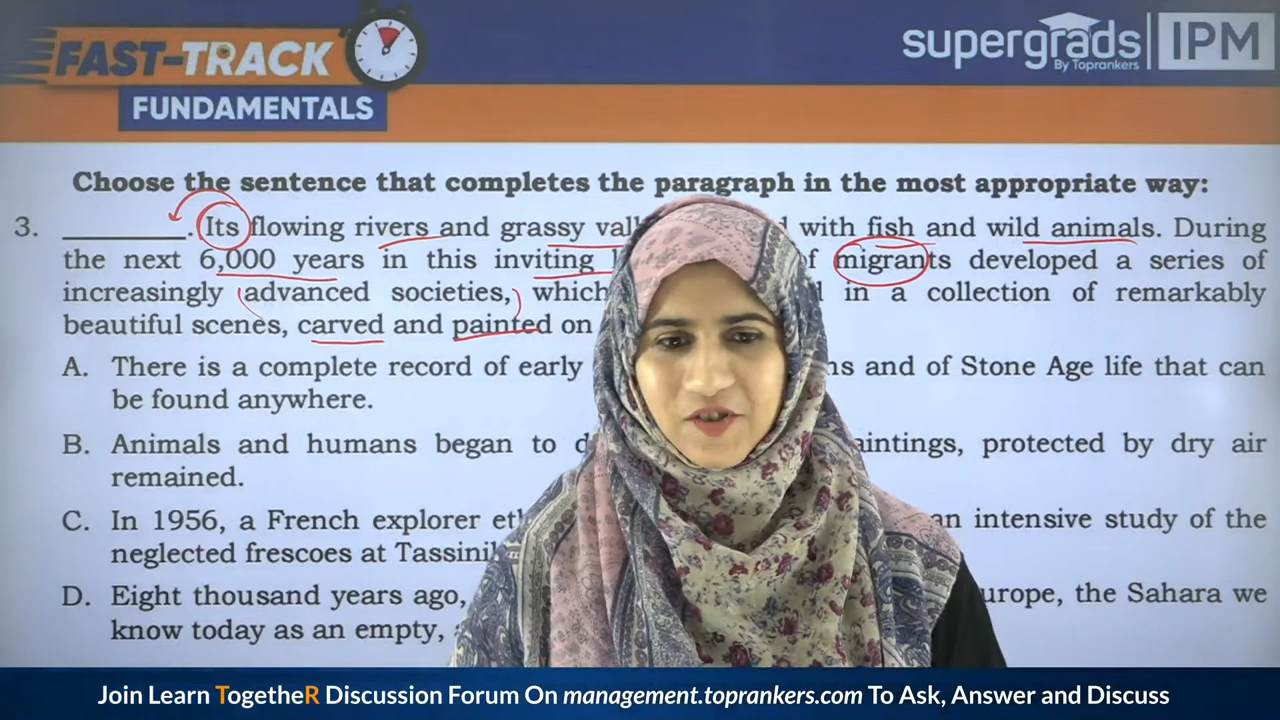 FAST-TRACK
FUNDAMENTALS
supergrads
By Toprankers
IPM
Choose the sentence that completes the paragraph in the most appropriate way:
3. ________. Its flowing rivers and grassy with fish and wild animals. During
the next 6,000 years in this inviting migrants developed a series of
increasingly advanced societies, which in a collection of remarkably
beautiful scenes, carved and painted on
A. There is a complete record of early and of Stone Age life that can
be found anywhere.
B. Animals and humans began to protected by dry air
remained.
C. In 1956, a French explorer an intensive study of the
neglected frescoes at
D. Eight thousand years ago, the Sahara we
know today as an empty,
Join Learn TogetheR Discussion Forum On management.toprankers.com To Ask, Answer and Discuss